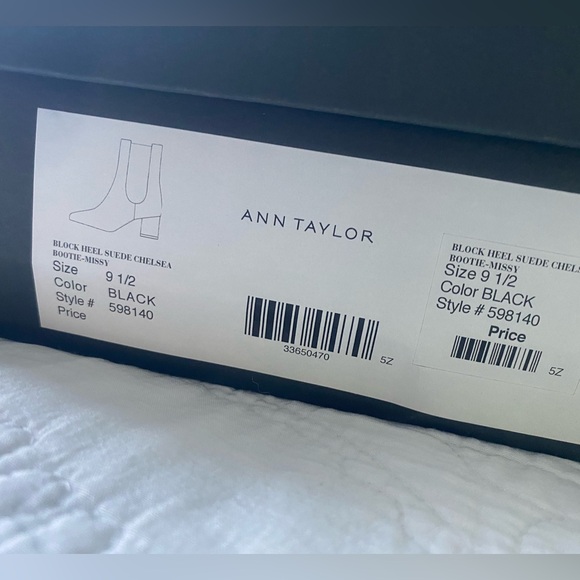 BLOCK HEEL SUEDE CHELSEA
BOOTIE-MISSY
Size 9 1/2
Color BLACK
Style # 598140
Price
ANN TAYLOR
33650470
5Z
BLOCK HEEL SUEDE
BOOTIE-MISSY
Size 9 1/2
Color BLACK
Style # 598140
Price
5Z